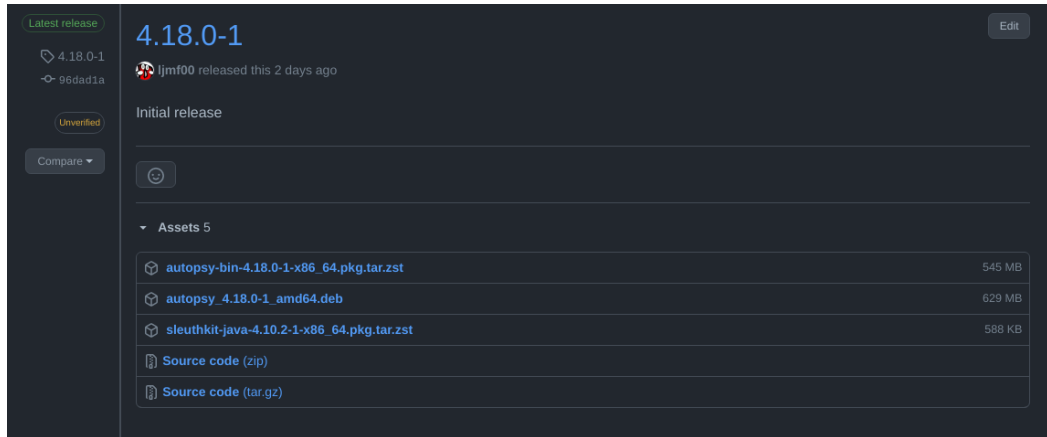 Latest release
4.18.0-1
96dad1a
Unverified
Compare
4.18.0-1
Edit
ljmf00 released this 2 days ago
Initial release
Assets 5
autopsy-bin-4.18.0-1-x86_64.pkg.tar.zst 545 MB
autopsy_4.18.0-1_amd64.deb 629 MB
sleuthkit-java-4.10.2-1-x86_64.pkg.tar.zst 588 KB
Source code (zip)
Source code (tar.gz)